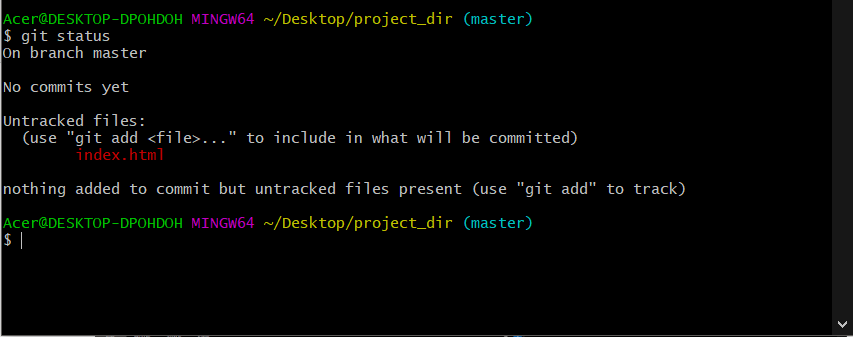 Acer@DESKTOP-DPOHDOH MINGW64 ~/Desktop/project_dir (master)
$ git status
On branch master
No commits yet
Untracked files:
(use "git add <file>..." to include in what will be committed)
index.html
nothing added to commit but untracked files present (use "git add" to track)
Acer@DESKTOP-DPOHDOH MINGW64 ~/Desktop/project_dir (master)
$